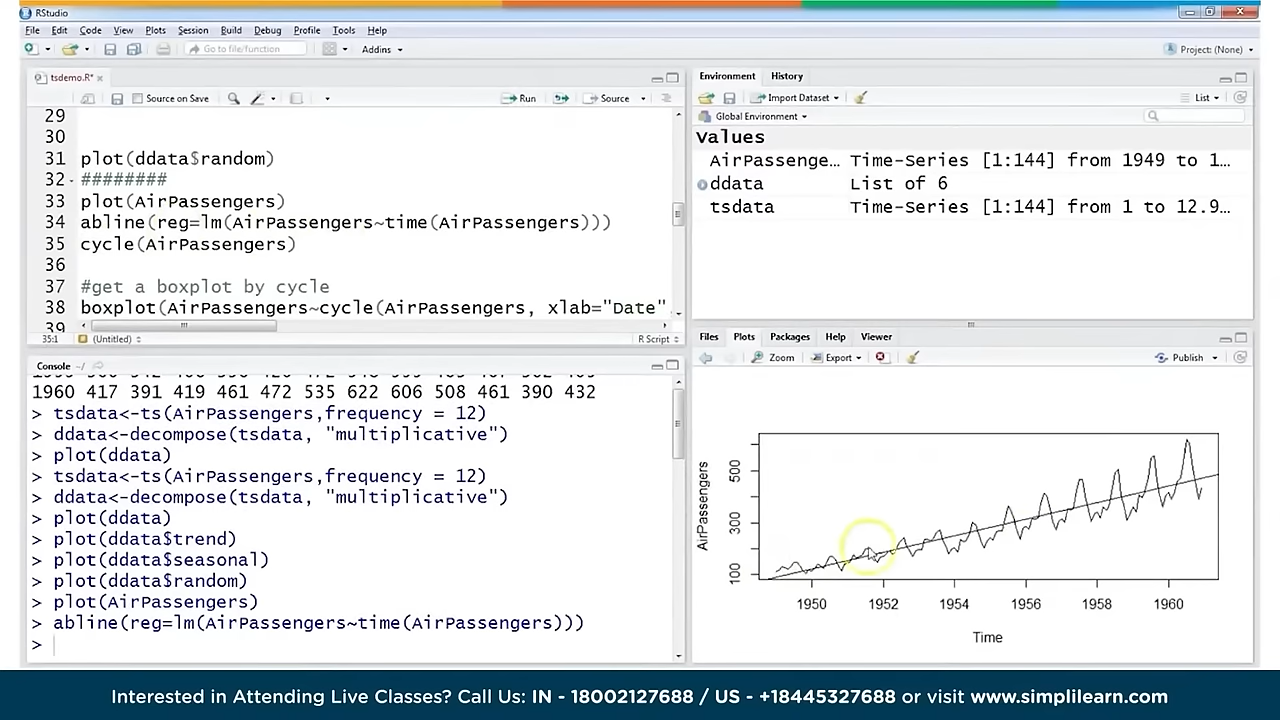 RStudio
File Edit Code View Plots Session Build Debug Profile Tools Help
Go to file/function Addins Project: (None)
tsdemo.R*
Source on Save Run Source
29
30
31 plot(ddata$random)
32 ########
33 plot(AirPassengers)
34 abline(reg=lm(AirPassengers~time(AirPassengers)))
35 cycle(AirPassengers)
36
37 #get a boxplot by cycle
38 boxplot(AirPassengers~cycle(AirPassengers, xlab="Date"
39
35:1 (Untitled) R Script
Console ~/
1960 417 391 419 461 472 535 622 606 508 461 390 432
> tsdata<-ts(AirPassengers,frequency = 12)
> ddata<-decompose(tsdata, "multiplicative")
> plot(ddata)
> tsdata<-ts(AirPassengers,frequency = 12)
> ddata<-decompose(tsdata, "multiplicative")
> plot(ddata)
> plot(ddata$trend)
> plot(ddata$seasonal)
> plot(ddata$random)
> plot(AirPassengers)
> abline(reg=lm(AirPassengers~time(AirPassengers)))
>
Environment History
Import Dataset List
Global Environment
Values
AirPassenge… Time-Series [1:144] from 1949 to 1…
ddata List of 6
tsdata Time-Series [1:144] from 1 to 12.9…
Files Plots Packages Help Viewer
Zoom Export Publish
AirPassengers
500
300
100
1950 1952 1954 1956 1958 1960
Time
Interested in Attending Live Classes? Call Us: IN - 18002127688 / US - +18445327688 or visit www.simplilearn.com